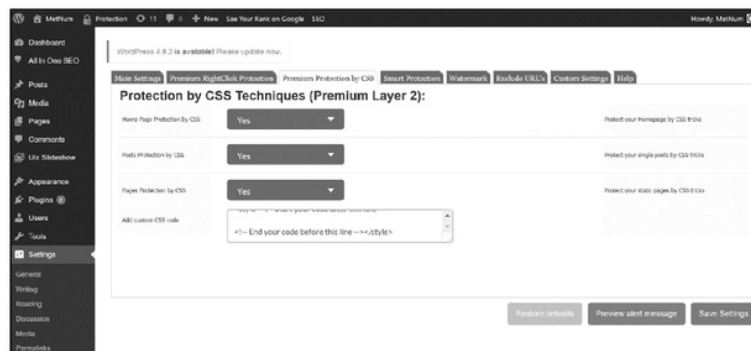 MetNum Protection 11 0 + New See Your Rank on Google SEO Howdy, MetNum
Dashboard
All in One SEO
Posts
Media
Pages
Comments
Uix Slideshow
Appearance
Plugins
Users
Tools
Settings
General
Writing
Reading
Discussion
Media
Permalinks
WordPress 4.8.2 is available! Please update now.
Main Settings Premium RightClick Protection Premium Protection by CSS Smart Protection Watermark Exclude URL's Custom Settings Help
Protection by CSS Techniques (Premium Layer 2):
Home Page Protection by CSS Yes Protect your Homepage by CSS tricks
Posts Protection by CSS Yes Protect your single posts by CSS tricks
Pages Protection by CSS Yes Protect your static pages by CSS tricks
Add custom CSS code
<!-- End your code before this line --></style>
Restore defaults Preview alert message Save Settings